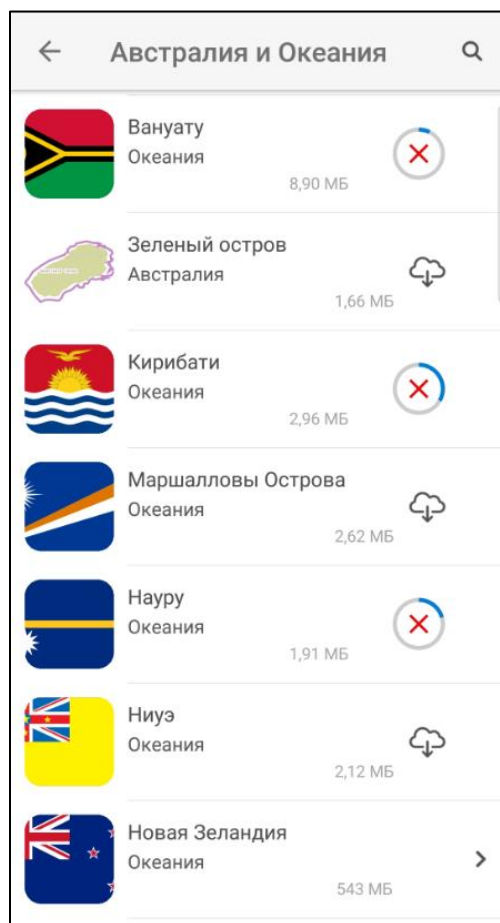 Австралия и Океания
Вануату
Океания
8,90 МБ
Зеленый остров
Австралия
1,66 МБ
Кирибати
Океания
2,96 МБ
Маршалловы Острова
Океания
2,62 МБ
Науру
Океания
1,91 МБ
Ниуэ
Океания
2,12 МБ
Новая Зеландия
Океания
543 МБ